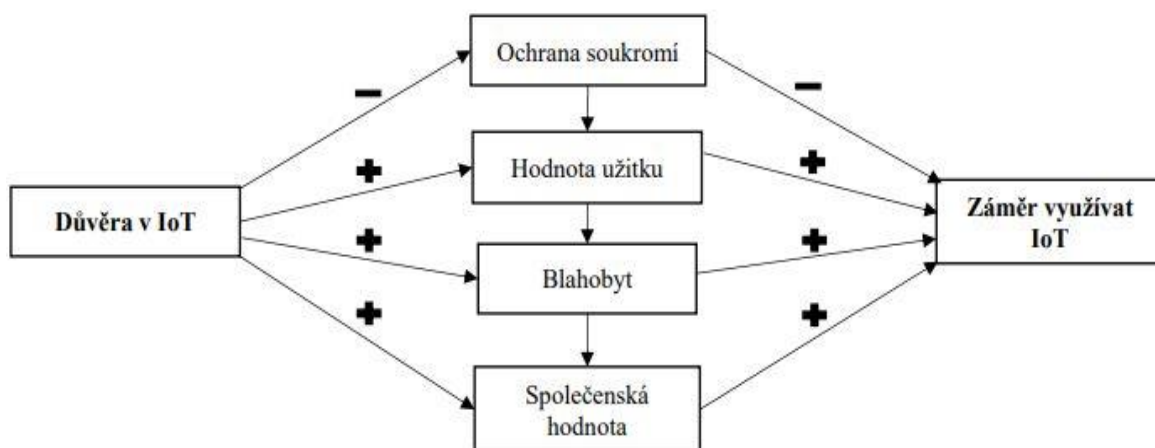 Ochrana soukromí
Hodnota užitku
Důvěra v IoT
Záměr využívat
IoT
Blahobyt
Společenská
hodnota